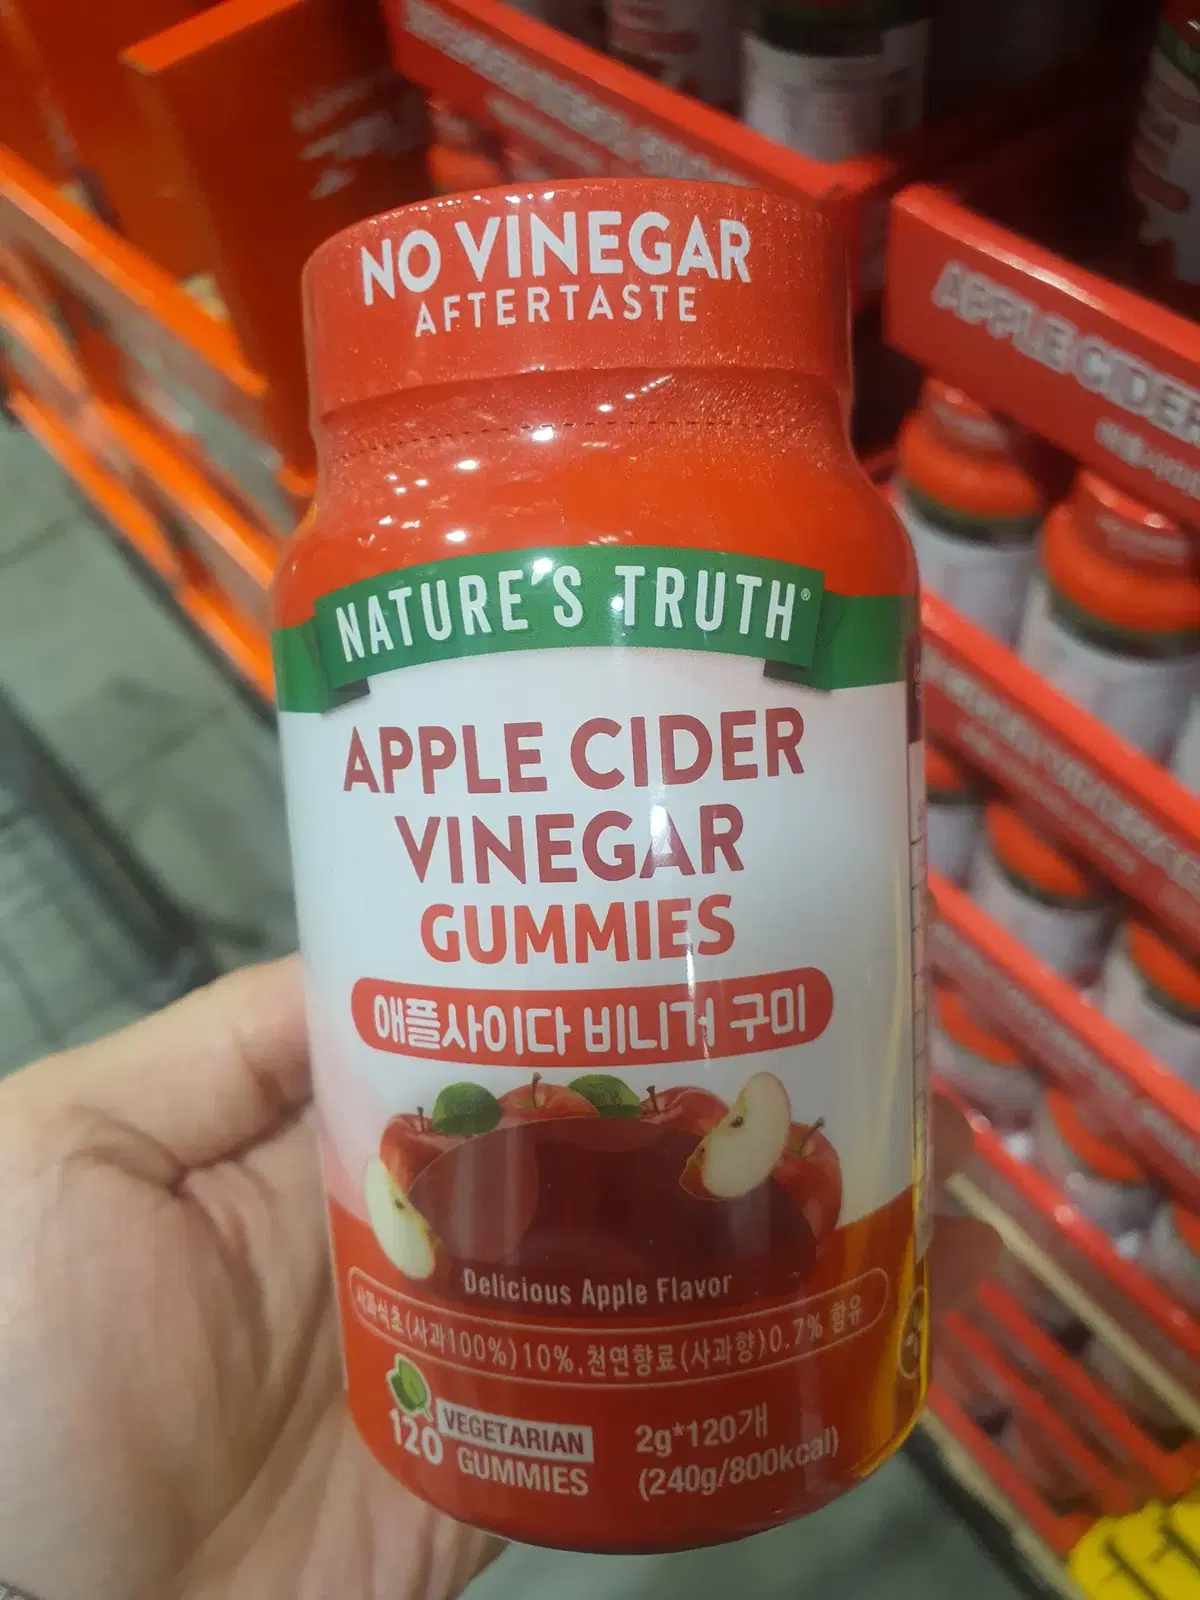 NO VINEGAR
AFTERTASTE
NATURE'S TRUTH®
APPLE CIDER
VINEGAR
GUMMIES
애플사이다 비니거 구미
Delicious Apple Flavor
사과식초(사과100%)10%,천연향료(사과향)0.7% 함유
120 VEGETARIAN
GUMMIES
2g*120개
(240g/800kcal)
APPLE CIDER